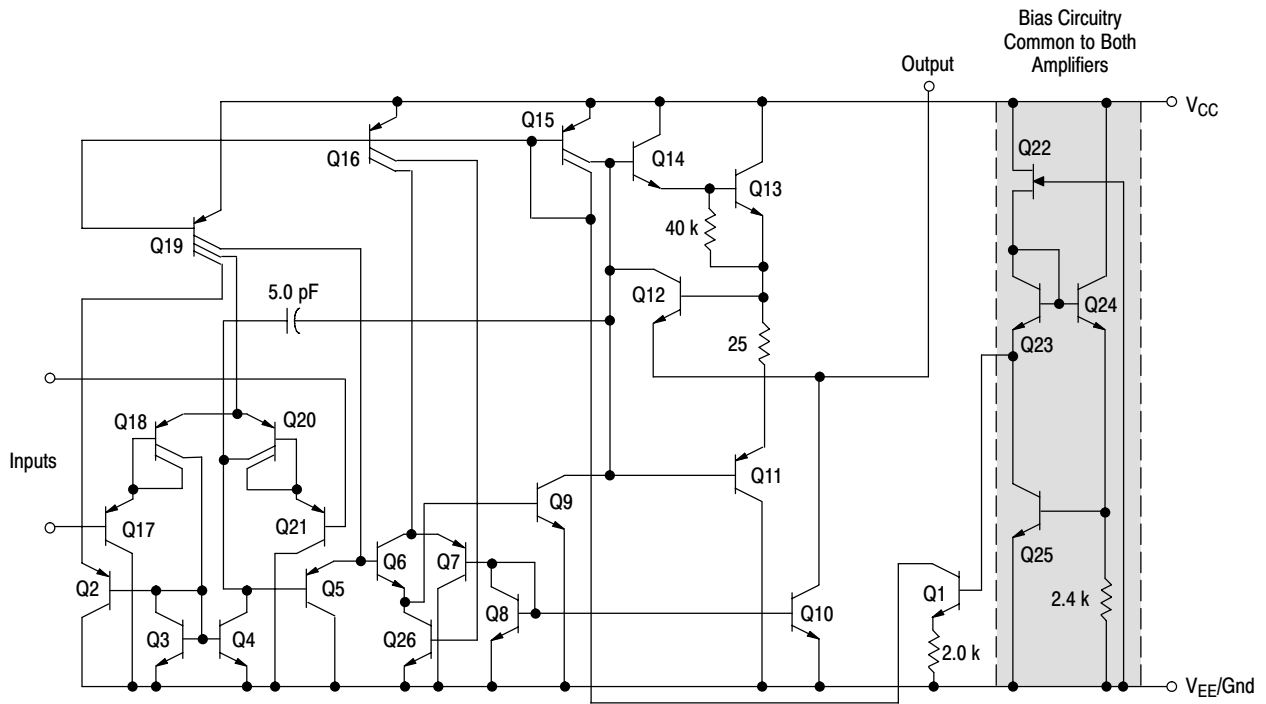 Bias Circuitry
Common to Both
Amplifiers
Output
VCC
Q15
Q16
Q14
Q22
Q13
Q19
40 k
5.0 pF
Q12
Q24
25
Q23
Q18
Q20
Inputs
Q11
Q9
Q17
Q21
Q25
Q6
Q7
Q2
Q5
Q1
Q8
Q10
2.4 k
Q3
Q4
Q26
2.0 k
VEE/Gnd